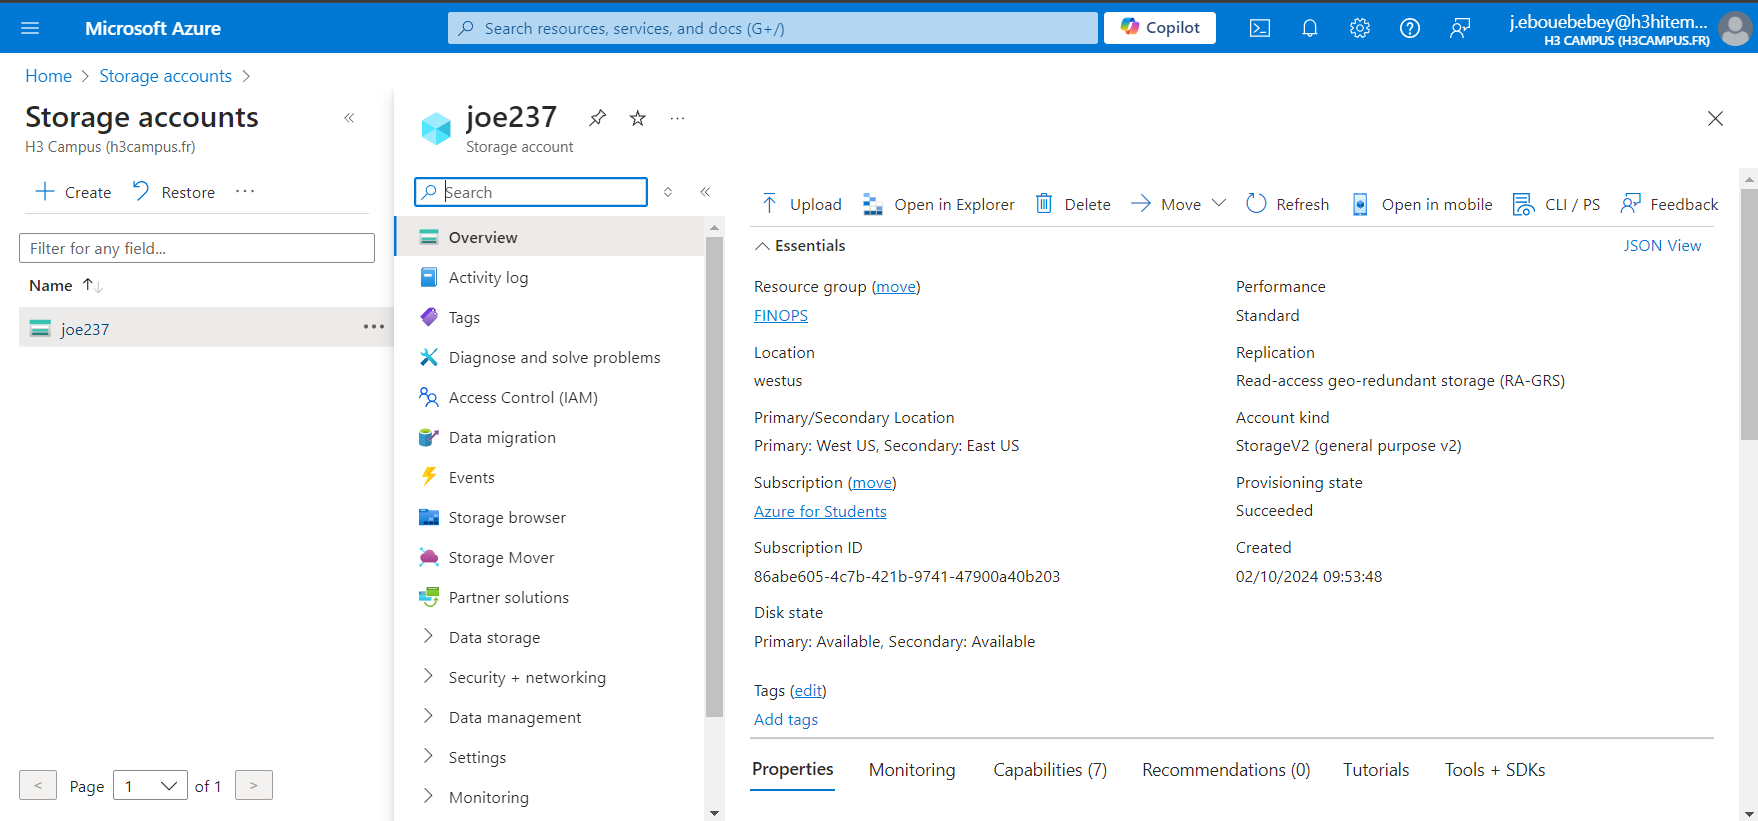 Microsoft Azure
Search resources, services, and docs (G+/)
Copilot
j.ebouebebey@h3hitem...
H3 CAMPUS (H3CAMPUS.FR)
Home > Storage accounts >
Storage accounts
H3 Campus (h3campus.fr)
Create Restore ...
Filter for any field...
Name
joe237 ...
Page 1 of 1
joe237 ...
Storage account
Search
Overview
Activity log
Tags
Diagnose and solve problems
Access Control (IAM)
Data migration
Events
Storage browser
Storage Mover
Partner solutions
Data storage
Security + networking
Data management
Settings
Monitoring
Upload Open in Explorer Delete Move Refresh Open in mobile CLI / PS Feedback
Essentials
JSON View
Resource group (move)
FINOPS
Location
westus
Primary/Secondary Location
Primary: West US, Secondary: East US
Subscription (move)
Azure for Students
Subscription ID
86abe605-4c7b-421b-9741-47900a40b203
Disk state
Primary: Available, Secondary: Available
Performance
Standard
Replication
Read-access geo-redundant storage (RA-GRS)
Account kind
StorageV2 (general purpose v2)
Provisioning state
Succeeded
Created
02/10/2024 09:53:48
Tags (edit)
Add tags
Properties Monitoring Capabilities (7) Recommendations (0) Tutorials Tools + SDKs